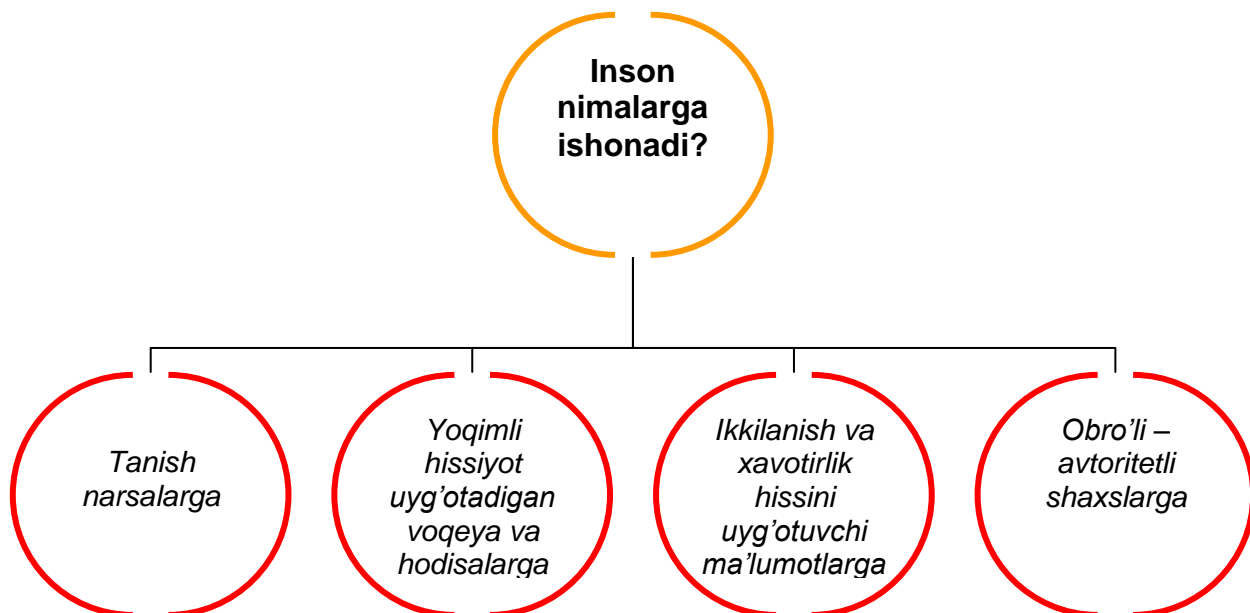 Inson
nimalarga
ishonadi?
Tanish
narsalarga
Yoqimli
hissiyot
uyg’otadigan
voqeya va
hodisalarga
Ikkilanish va
xavotirlik
hissini
uyg’otuvchi
ma’lumotlarga
Obro’li –
avtoritetli
shaxslarga